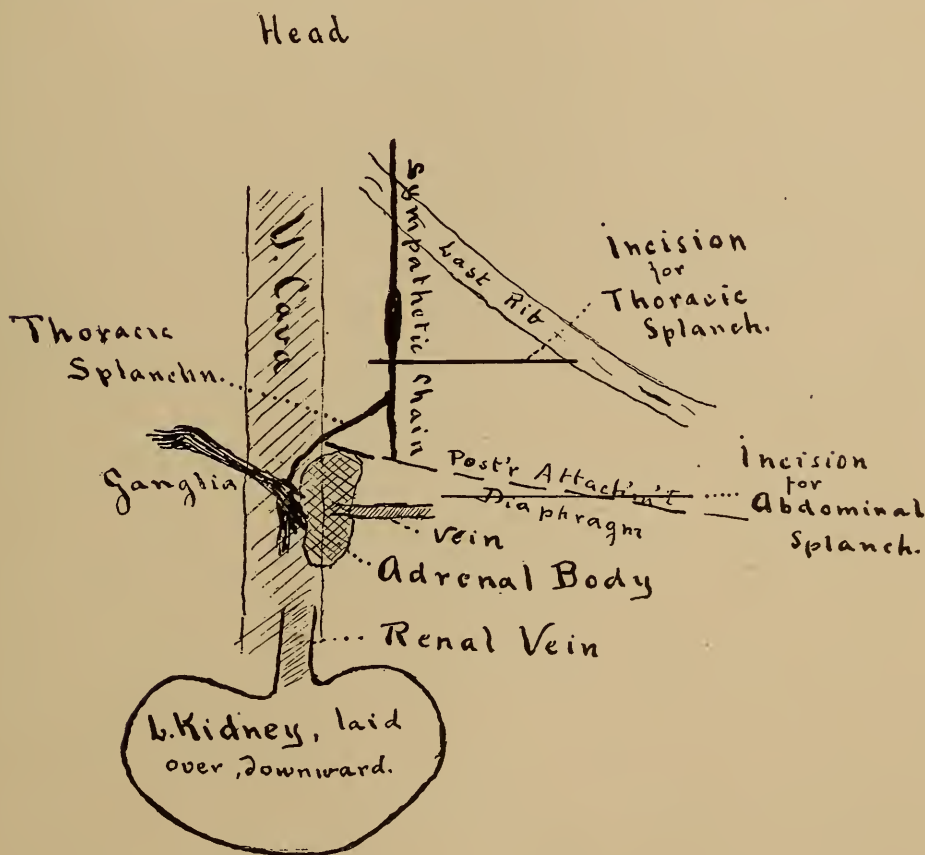 Head
V. Cava
Sympathetic Chain
Last Rib
Incision
for
Thoracic
Splanch.
Thoracic
Splanchn.
Ganglia
Post'r Attachm't
Diaphragm
Incision
for
Abdominal
Splanch.
Vein
Adrenal Body
Renal Vein
L. Kidney, laid
over, downward.